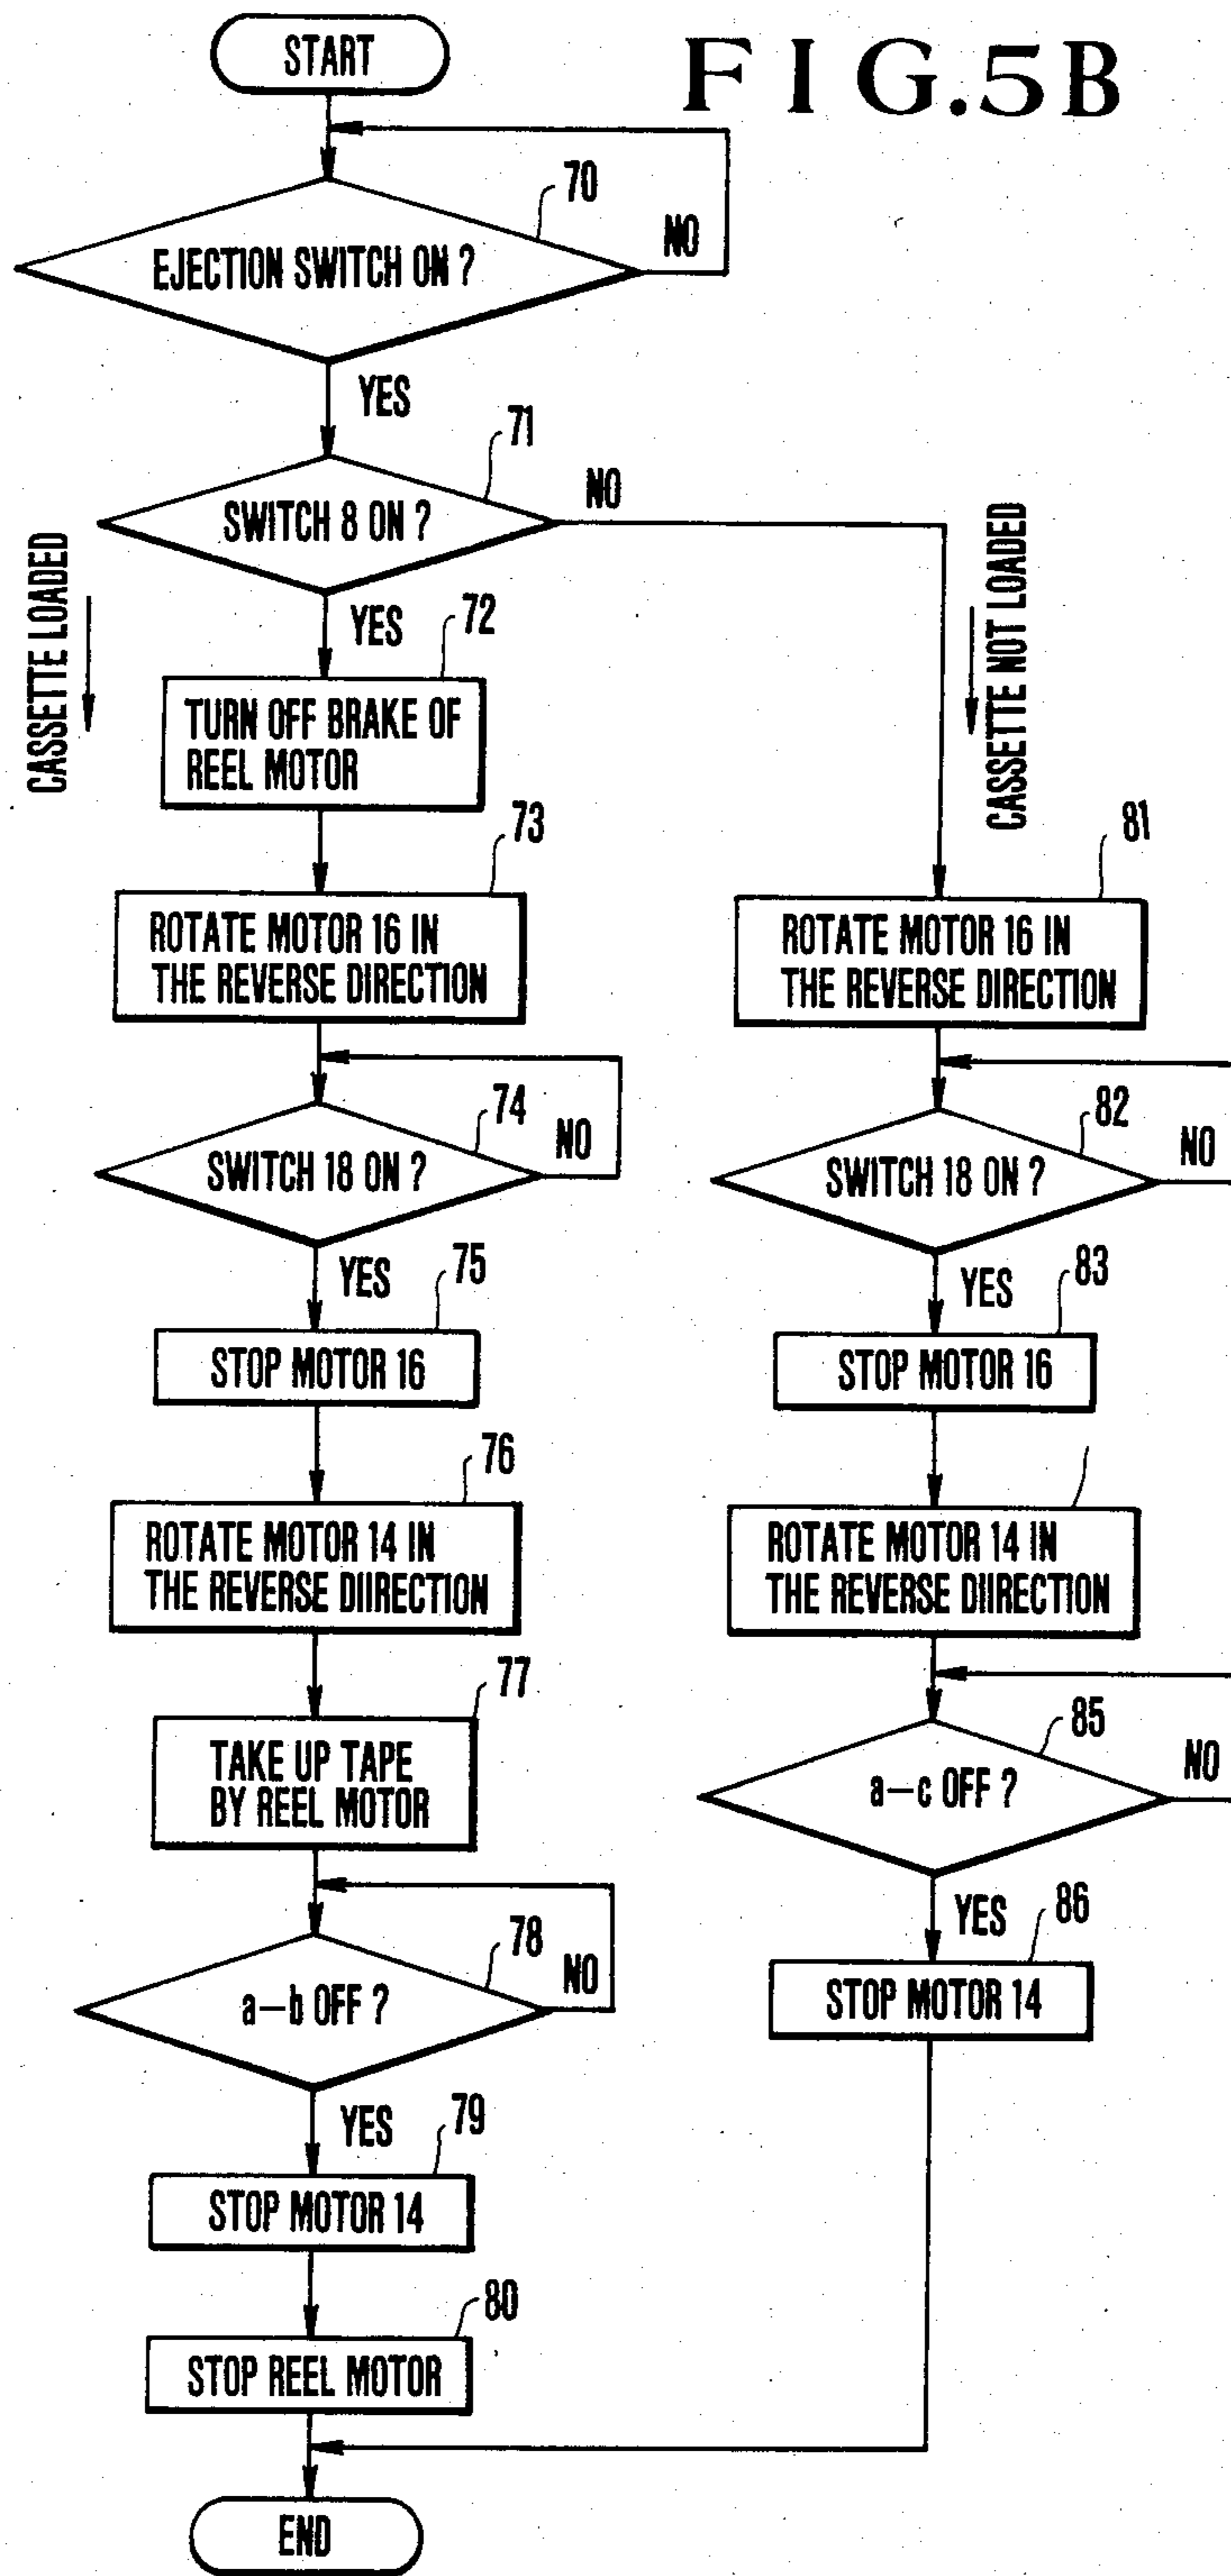 FIG.5B
START
70
NO
EJECTION SWITCH ON ?
YES
71
NO
SWITCH 8 ON ?
CASSETTE LOADED
CASSETTE NOT LOADED
YES
72
TURN OFF BRAKE OF
REEL MOTOR
73
ROTATE MOTOR 16 IN
THE REVERSE DIRECTION
74
NO
SWITCH 18 ON ?
YES
75
STOP MOTOR 16
76
ROTATE MOTOR 14 IN
THE REVERSE DIIRECTION
77
TAKE UP TAPE
BY REEL MOTOR
78
NO
a–b OFF ?
YES
79
STOP MOTOR 14
80
STOP REEL MOTOR
81
ROTATE MOTOR 16 IN
THE REVERSE DIRECTION
82
NO
SWITCH 18 ON ?
YES
83
STOP MOTOR 16
ROTATE MOTOR 14 IN
THE REVERSE DIIRECTION
85
NO
a–c OFF ?
YES
86
STOP MOTOR 14
END